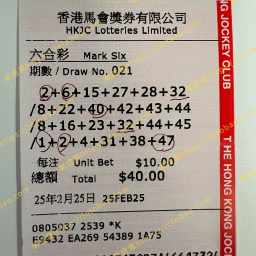 香港馬會獎券有限公司
HKJC Lotteries Limited
六合彩 Mark Six
期數 / Draw No. 021
2+6+15+27+28+32
/8+22+40+42+43+44
/8+16+23+32+44+45
/1+2+4+31+38+47
每注 Unit Bet $10.00
總額 Total $40.00
25年2月25日 25FEB25
0805037 2539 *K
E9432 EA269 54389 1A75
NG JOCKEY CLUB
THE HONG KONG JOC